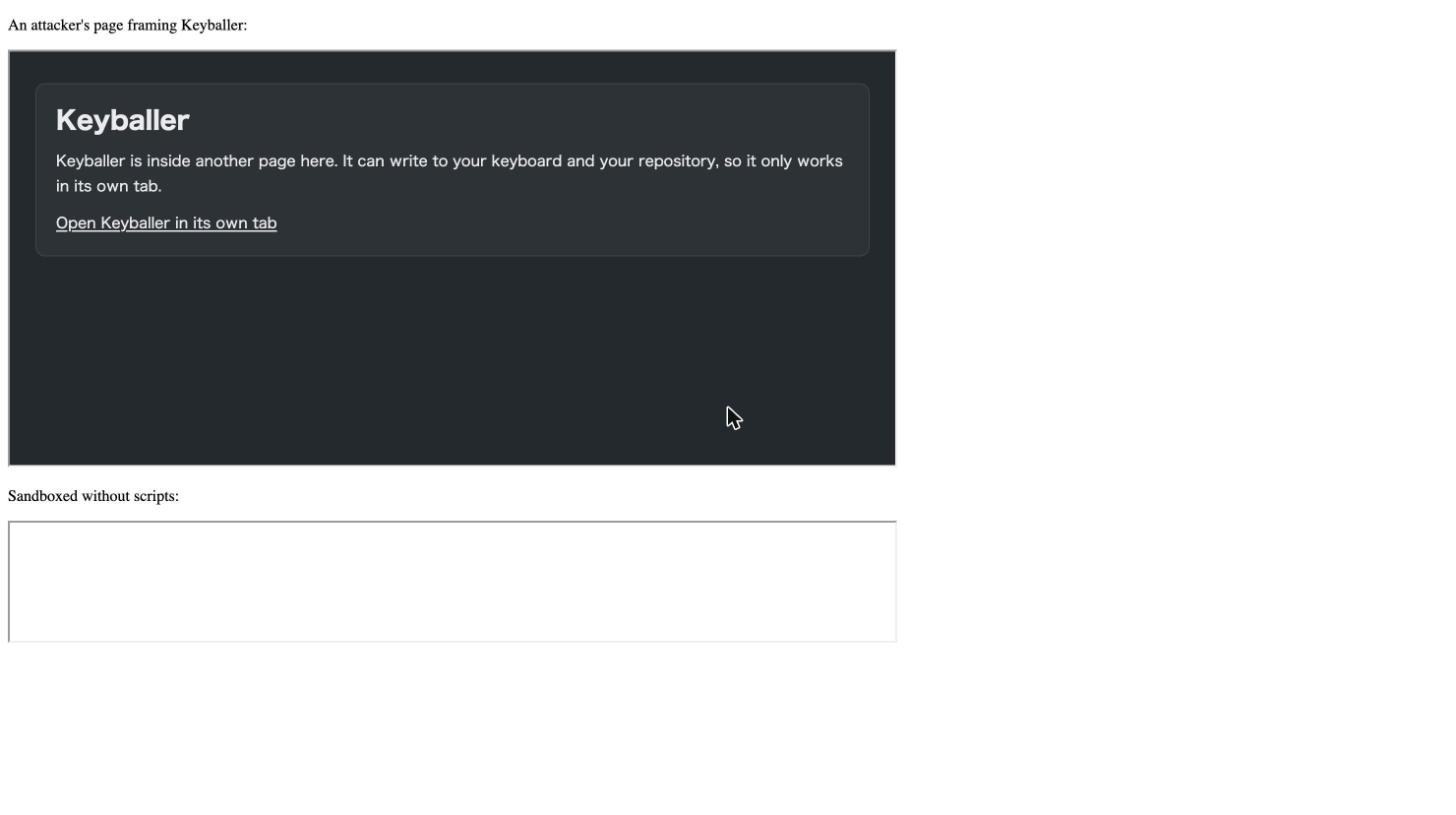 An attacker's page framing Keyballer:
Keyballer
Keyballer is inside another page here. It can write to your keyboard and your repository, so it only works
in its own tab.
Open Keyballer in its own tab
Sandboxed without scripts: